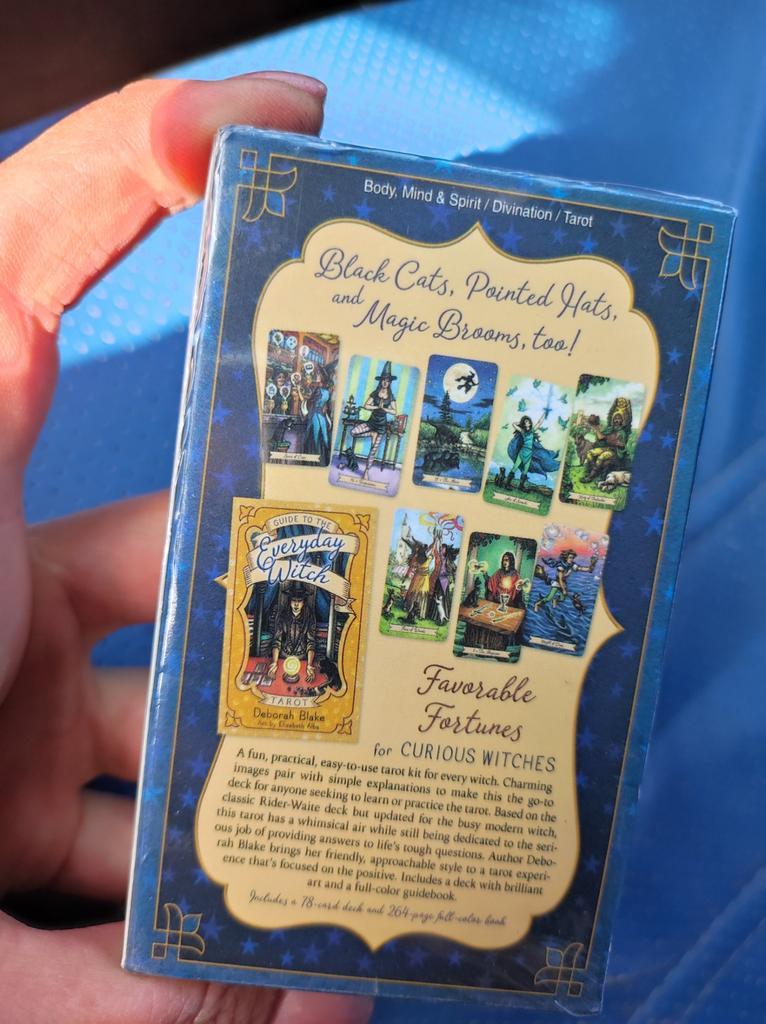 Body, Mind & Spirit / Divination / Tarot
Black Cats, Pointed Hats,
and Magic Brooms, too!
GUIDE TO THE
Everyday
Witch
TAROT
Deborah Blake
Art by Elisabeth Alba
Favorable
Fortunes
for CURIOUS WITCHES
A fun, practical, easy-to-use tarot kit for every witch. Charming
images pair with simple explanations to make this the go-to
deck for anyone seeking to learn or practice the tarot. Based on the
classic Rider-Waite deck but updated for the busy modern witch,
this tarot has a whimsical air while still being dedicated to the seri-
ous job of providing answers to life's tough questions. Author Debo-
rah Blake brings her friendly, approachable style to a tarot experi-
ence that's focused on the positive. Includes a deck with brilliant
art and a full-color guidebook.
Includes a 78-card deck and 264-page full-color book